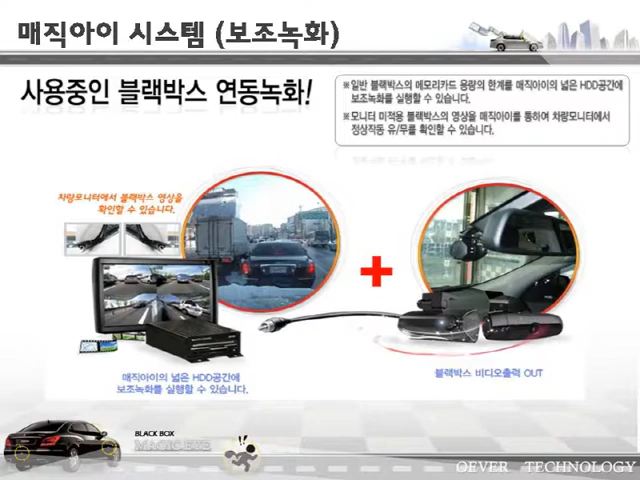 매직아이 시스템 (보조녹화)
사용중인 블랙박스 연동녹화!
※일반 블랙박스의 메모리카드 용량의 한계를 매직아이의 넓은 HDD공간에
보조녹화를 실행할 수 있습니다.
※모니터 미적용 블랙박스의 영상을 매직아이를 통하여 차량모니터에서
정상작동 유/무를 확인할 수 있습니다.
차량모니터에서 블랙박스 영상을
확인할 수 있습니다.
+
매직아이의 넓은 HDD공간에
보조녹화를 실행할 수 있습니다.
블랙박스 비디오출력 OUT
BLACK BOX
MAGIC EYE
OEVER TECHNOLOGY